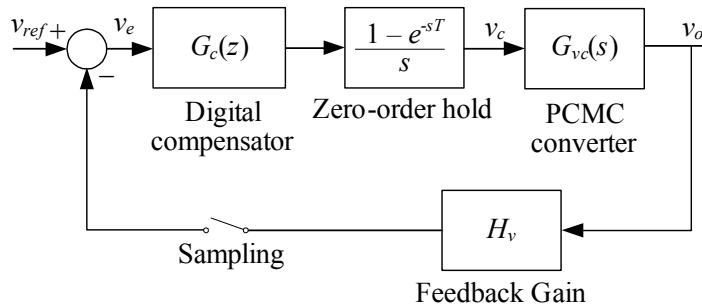 v_ref + v_e G_c(z) 1 − e^{-sT} / s v_c G_vc(s) v_o
−
Digital compensator
Zero-order hold
PCMC converter
Sampling
H_v
Feedback Gain